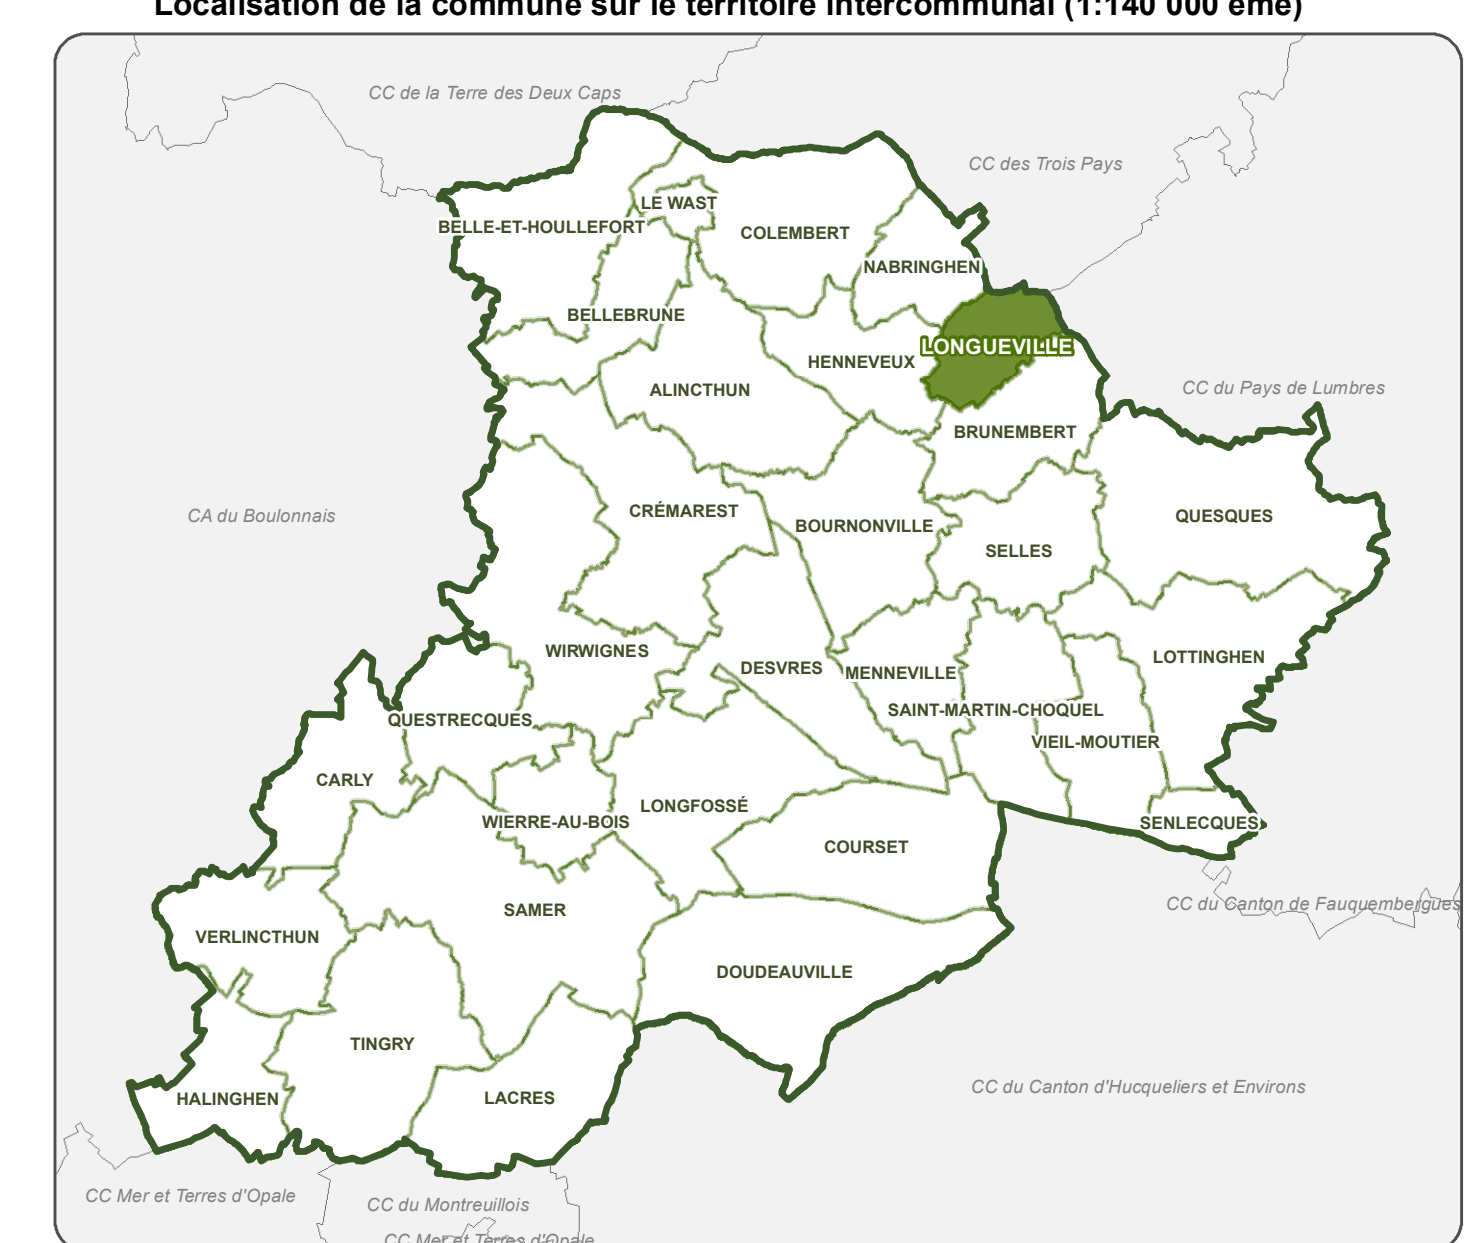 Localisation de la commune sur le territoire intercommunal (1:140 000 ème)
CC de la Terre des Deux Caps
CC des Trois Pays
LE WAST
BELLE-ET-HOULLEFORT
COLEMBERT
NABRINGHEN
BELLEBRUNE
LONGUEVILLE
HENNEVEUX
ALINCTHUN
CC du Pays de Lumbres
BRUNEMBERT
CA du Boulonnais
CRÉMAREST
BOURNONVILLE
QUESQUES
SELLES
WIRWIGNES
DESVRES
MENNEVILLE
LOTTINGHEN
QUESTRECQUES
SAINT-MARTIN-CHOQUEL
VIEIL-MOUTIER
CARLY
LONGFOSSÉ
WIERRE-AU-BOIS
SENLECQUES
COURSET
CC du Canton de Fauquembergues
SAMER
VERLINCTHUN
DOUDEAUVILLE
TINGRY
CC du Canton d'Hucqueliers et Environs
HALINGHEN
LACRES
CC Mer et Terres d'Opale
CC du Montreuillois
CC Mer et Terres d'Opale